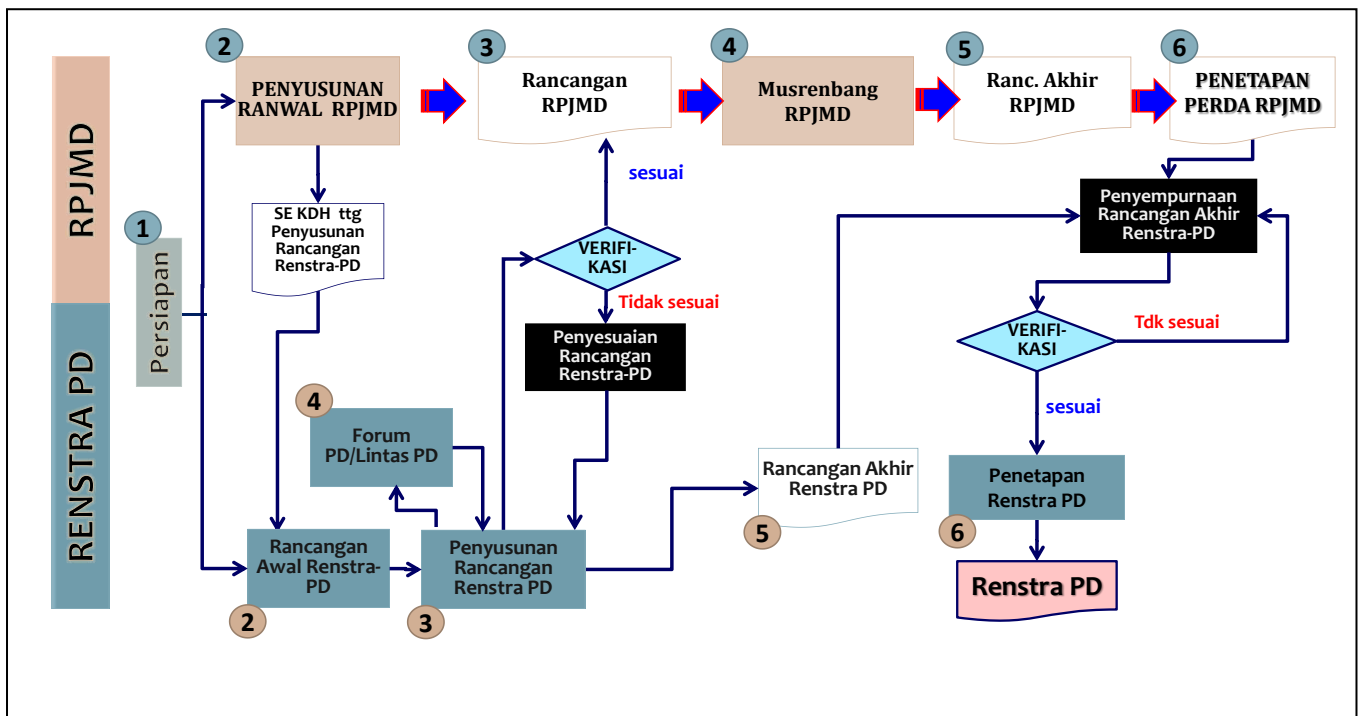 RPJMD
RENSTRA PD
1
Persiapan
2
PENYUSUNAN
RANWAL RPJMD
3
Rancangan
RPJMD
4
Musrenbang
RPJMD
5
Ranc. Akhir
RPJMD
6
PENETAPAN
PERDA RPJMD
SE KDH ttg
Penyusunan
Rancangan
Renstra-PD
sesuai
VERIFI-
KASI
Tidak sesuai
Penyesuaian
Rancangan
Renstra-PD
Penyempurnaan
Rancangan Akhir
Renstra-PD
VERIFI-
KASI
Tdk sesuai
sesuai
4
Forum
PD/Lintas PD
Rancangan
Awal Renstra-
PD
2
Penyusunan
Rancangan
Renstra PD
3
Rancangan Akhir
Renstra PD
5
Penetapan
Renstra PD
6
Renstra PD